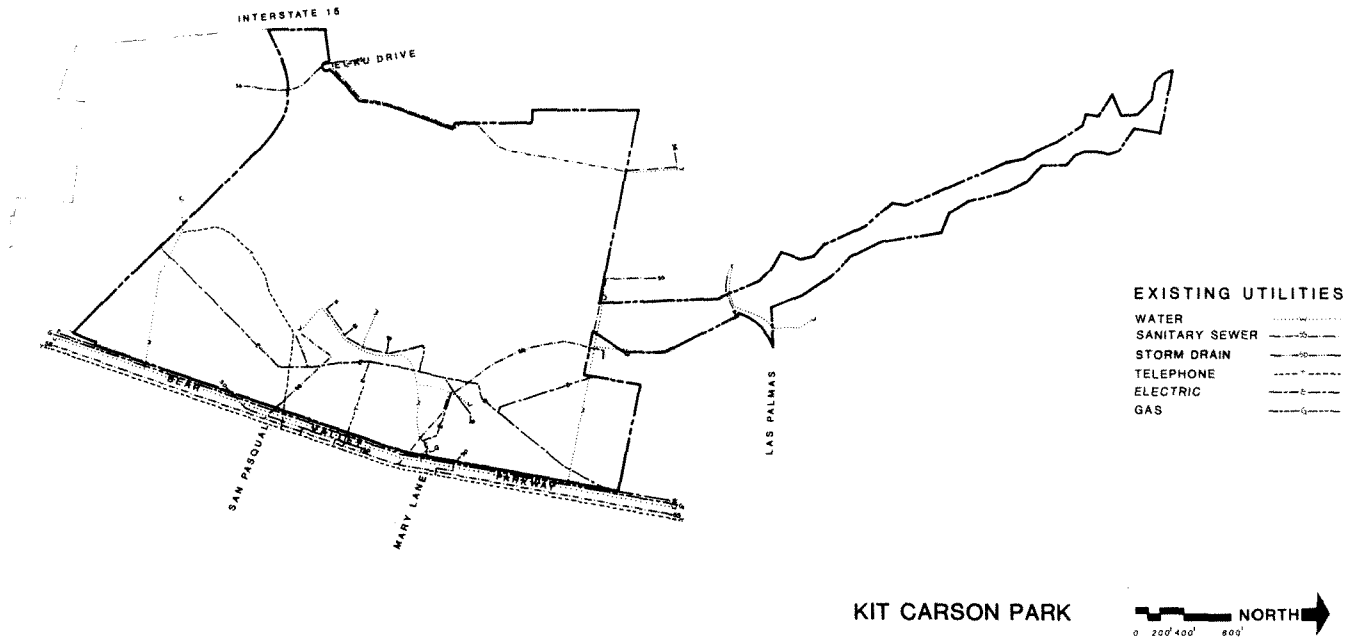 INTERSTATE 15
BEAR
VALLEY
PARKWAY
SAN PASQUAL
MARY LANE
LAS PALMAS
EXISTING UTILITIES
WATER
SANITARY SEWER
STORM DRAIN
TELEPHONE
ELECTRIC
GAS
KIT CARSON PARK
NORTH
0 200' 400' 800'